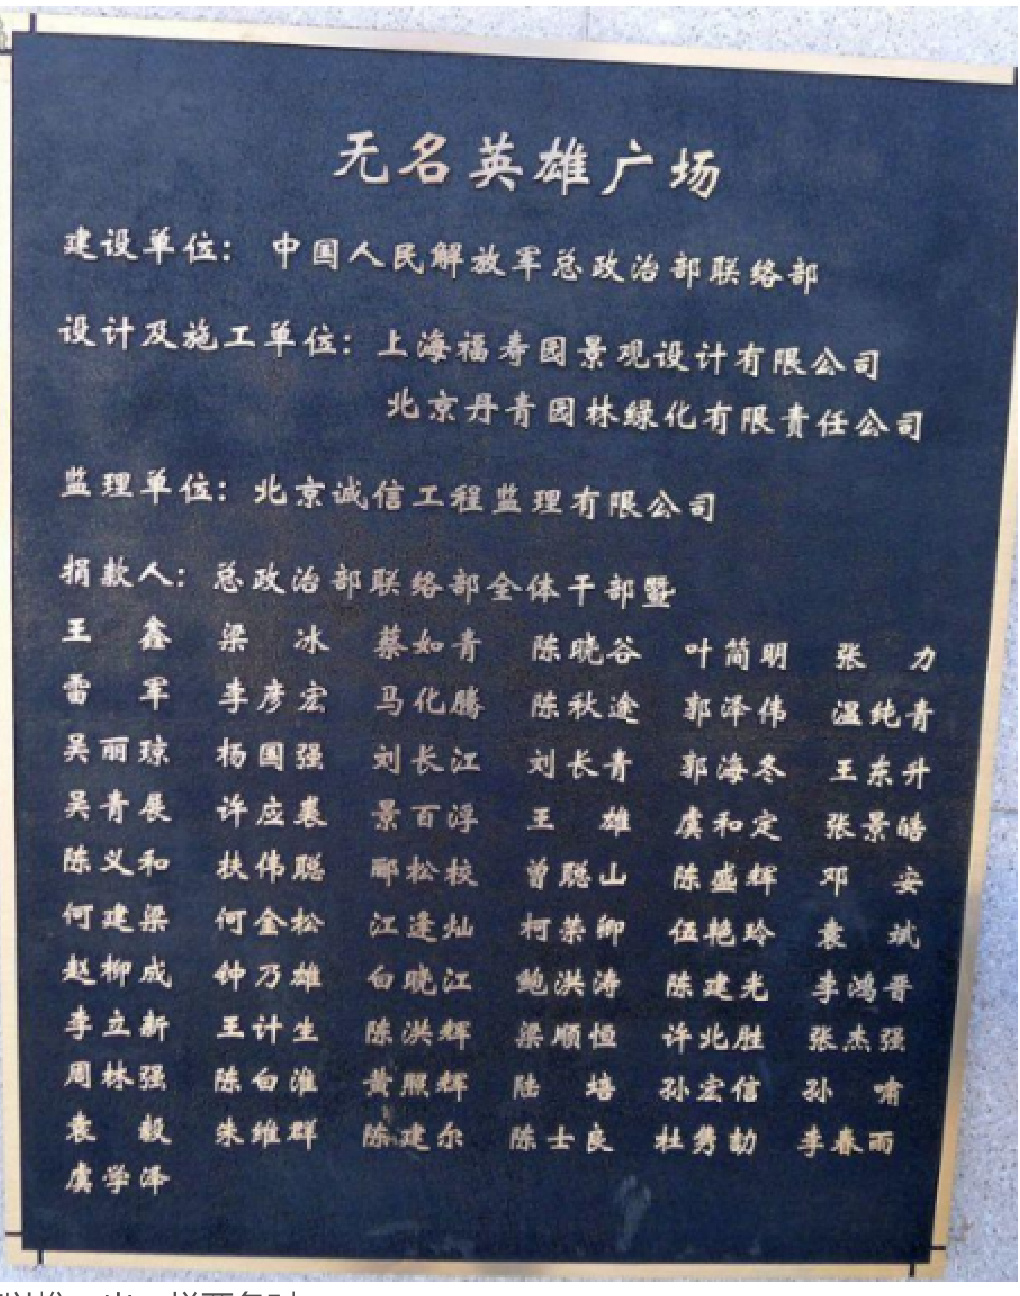 无名英雄广场
建设单位: 中国人民解放军总政治部联络部
设计及施工单位: 上海福寿园景观设计有限公司
北京丹青园林绿化有限责任公司
监理单位: 北京诚信工程监理有限公司
捐款人: 总政治部联络部全体干部暨
王 鑫 梁 冰 蔡如青 陈晓谷 叶简明 张 力
雷 军 李彦宏 马化腾 陈秋途 郭泽伟 温纯青
吴丽琼 杨国强 刘长江 刘长青 郭海冬 王东升
吴青展 许应裘 景百浮 王 雄 虞和定 张景皓
陈义和 扶伟聪 郦松校 曾聪山 陈盛辉 邓 安
何建梁 何金松 江逢灿 柯荣卿 伍艳玲 袁 斌
赵柳成 钟乃雄 白晓江 鲍洪涛 陈建光 李鸿晋
李立新 王计生 陈洪辉 梁顺恒 许北胜 张杰强
周林强 陈白淮 黄照辉 陆 培 孙宏信 孙 啸
袁 毅 朱维群 陈建尔 陈士良 杜秀勤 李春雨
虞学泽